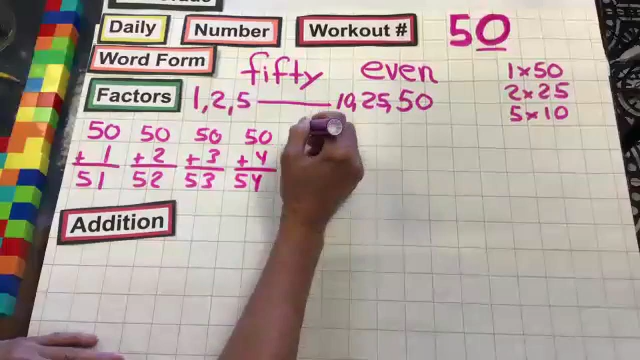 Daily Number Workout # 50
Word Form fifty even
1×50
2×25
5×10
Factors 1, 2, 5 10, 25, 50
50 50 50 50
+ 1 + 2 + 3 + 4
51 52 53 54
Addition